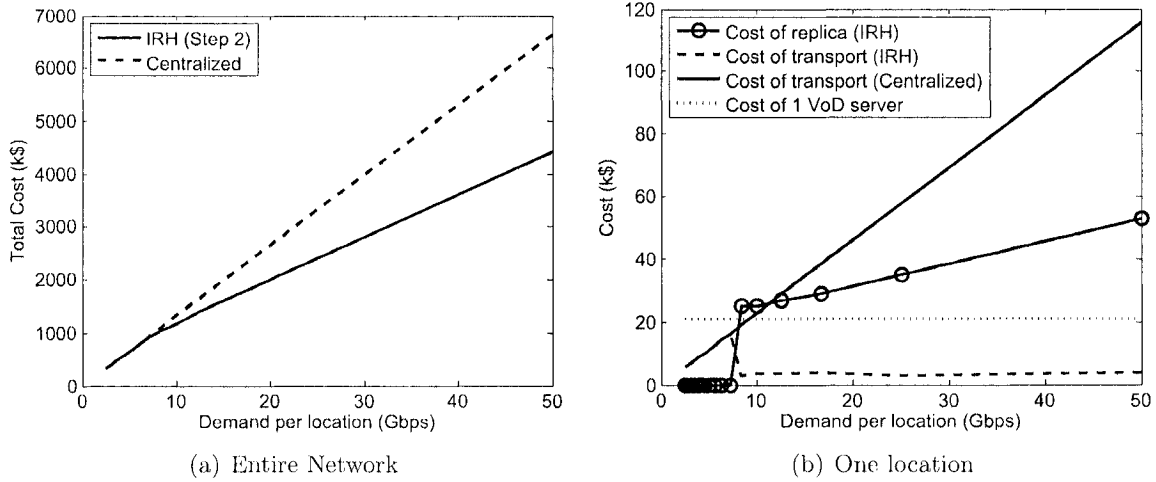 7000
6000
5000
4000
3000
2000
1000
0
Total Cost (k$)
IRH (Step 2)
Centralized
0 10 20 30 40 50
Demand per location (Gbps)
(a) Entire Network
120
100
80
60
40
20
0
Cost (k$)
Cost of replica (IRH)
Cost of transport (IRH)
Cost of transport (Centralized)
Cost of 1 VoD server
0 10 20 30 40 50
Demand per location (Gbps)
(b) One location